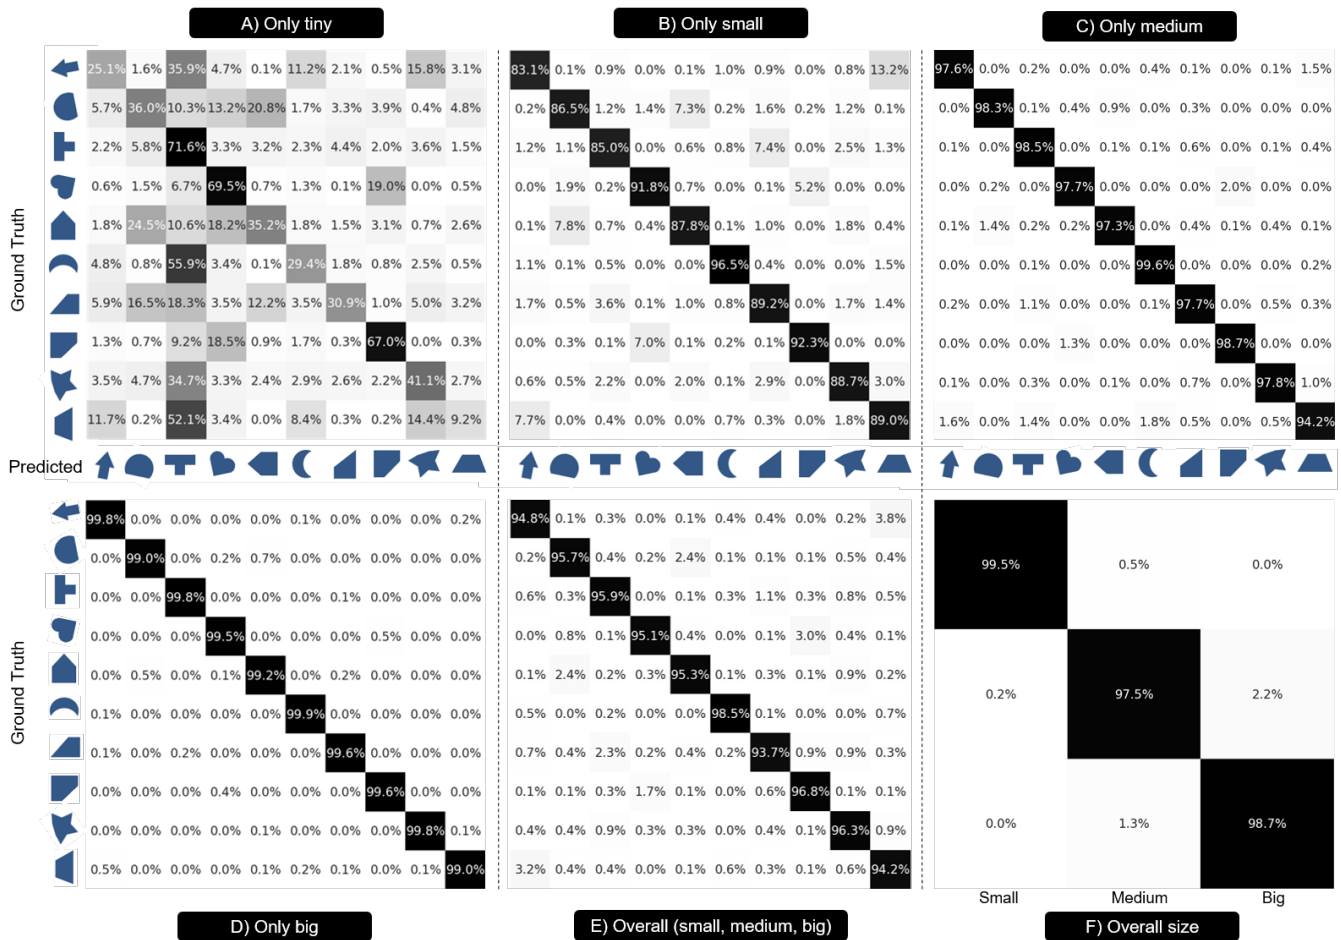 A) Only tiny
B) Only small
C) Only medium
Ground Truth
25.1% 1.6% 35.9% 4.7% 0.1% 11.2% 2.1% 0.5% 15.8% 3.1%
5.7% 36.0% 10.3% 13.2% 20.8% 1.7% 3.3% 3.9% 0.4% 4.8%
2.2% 5.8% 71.6% 3.3% 3.2% 2.3% 4.4% 2.0% 3.6% 1.5%
0.6% 1.5% 6.7% 69.5% 0.7% 1.3% 0.1% 19.0% 0.0% 0.5%
1.8% 24.5% 10.6% 18.2% 35.2% 1.8% 1.5% 3.1% 0.7% 2.6%
4.8% 0.8% 55.9% 3.4% 0.1% 29.4% 1.8% 0.8% 2.5% 0.5%
5.9% 16.5% 18.3% 3.5% 12.2% 3.5% 30.9% 1.0% 5.0% 3.2%
1.3% 0.7% 9.2% 18.5% 0.9% 1.7% 0.3% 67.0% 0.0% 0.3%
3.5% 4.7% 34.7% 3.3% 2.4% 2.9% 2.6% 2.2% 41.1% 2.7%
11.7% 0.2% 52.1% 3.4% 0.0% 8.4% 0.3% 0.2% 14.4% 9.2%
83.1% 0.1% 0.9% 0.0% 0.1% 1.0% 0.9% 0.0% 0.8% 13.2%
0.2% 86.5% 1.2% 1.4% 7.3% 0.2% 1.6% 0.2% 1.2% 0.1%
1.2% 1.1% 85.0% 0.0% 0.6% 0.8% 7.4% 0.0% 2.5% 1.3%
0.0% 1.9% 0.2% 91.8% 0.7% 0.0% 0.1% 5.2% 0.0% 0.0%
0.1% 7.8% 0.7% 0.4% 87.8% 0.1% 1.0% 0.0% 1.8% 0.4%
1.1% 0.1% 0.5% 0.0% 0.0% 96.5% 0.4% 0.0% 0.0% 1.5%
1.7% 0.5% 3.6% 0.1% 1.0% 0.8% 89.2% 0.0% 1.7% 1.4%
0.0% 0.3% 0.1% 7.0% 0.1% 0.2% 0.1% 92.3% 0.0% 0.0%
0.6% 0.5% 2.2% 0.0% 2.0% 0.1% 2.9% 0.0% 88.7% 3.0%
7.7% 0.0% 0.4% 0.0% 0.0% 0.7% 0.3% 0.0% 1.8% 89.0%
97.6% 0.0% 0.2% 0.0% 0.0% 0.4% 0.1% 0.0% 0.1% 1.5%
0.0% 98.3% 0.1% 0.4% 0.9% 0.0% 0.3% 0.0% 0.0% 0.0%
0.1% 0.0% 98.5% 0.0% 0.1% 0.1% 0.6% 0.0% 0.1% 0.4%
0.0% 0.2% 0.0% 97.7% 0.0% 0.0% 0.0% 2.0% 0.0% 0.0%
0.1% 1.4% 0.2% 0.2% 97.3% 0.0% 0.4% 0.1% 0.4% 0.1%
0.0% 0.0% 0.1% 0.0% 0.0% 99.6% 0.0% 0.0% 0.0% 0.2%
0.2% 0.0% 1.1% 0.0% 0.0% 0.1% 97.7% 0.0% 0.5% 0.3%
0.0% 0.0% 0.0% 1.3% 0.0% 0.0% 0.0% 98.7% 0.0% 0.0%
0.1% 0.0% 0.3% 0.0% 0.1% 0.0% 0.7% 0.0% 97.8% 1.0%
1.6% 0.0% 1.4% 0.0% 0.0% 1.8% 0.5% 0.0% 0.5% 94.2%
Predicted
Ground Truth
99.8% 0.0% 0.0% 0.0% 0.0% 0.1% 0.0% 0.0% 0.0% 0.2%
0.0% 99.0% 0.0% 0.2% 0.7% 0.0% 0.0% 0.0% 0.0% 0.0%
0.0% 0.0% 99.8% 0.0% 0.0% 0.0% 0.1% 0.0% 0.0% 0.0%
0.0% 0.0% 0.0% 99.5% 0.0% 0.0% 0.0% 0.5% 0.0% 0.0%
0.0% 0.5% 0.0% 0.1% 99.2% 0.0% 0.2% 0.0% 0.0% 0.0%
0.1% 0.0% 0.0% 0.0% 0.0% 99.9% 0.0% 0.0% 0.0% 0.0%
0.1% 0.0% 0.2% 0.0% 0.0% 0.0% 99.6% 0.0% 0.0% 0.0%
0.0% 0.0% 0.0% 0.4% 0.0% 0.0% 0.0% 99.6% 0.0% 0.0%
0.0% 0.0% 0.0% 0.0% 0.1% 0.0% 0.0% 0.0% 99.8% 0.1%
0.5% 0.0% 0.0% 0.0% 0.1% 0.2% 0.1% 0.0% 0.1% 99.0%
94.8% 0.1% 0.3% 0.0% 0.1% 0.4% 0.4% 0.0% 0.2% 3.8%
0.2% 95.7% 0.4% 0.2% 2.4% 0.1% 0.1% 0.1% 0.5% 0.4%
0.6% 0.3% 95.9% 0.0% 0.1% 0.3% 1.1% 0.3% 0.8% 0.5%
0.0% 0.8% 0.1% 95.1% 0.4% 0.0% 0.1% 3.0% 0.4% 0.1%
0.1% 2.4% 0.2% 0.3% 95.3% 0.1% 0.3% 0.1% 0.9% 0.2%
0.5% 0.0% 0.2% 0.0% 0.0% 98.5% 0.1% 0.0% 0.0% 0.7%
0.7% 0.4% 2.3% 0.2% 0.4% 0.2% 93.7% 0.9% 0.9% 0.3%
0.1% 0.1% 0.3% 1.7% 0.1% 0.0% 0.6% 96.8% 0.1% 0.1%
0.4% 0.4% 0.9% 0.3% 0.3% 0.0% 0.4% 0.1% 96.3% 0.9%
3.2% 0.4% 0.4% 0.0% 0.0% 0.6% 0.3% 0.1% 0.6% 94.2%
99.5% 0.5% 0.0%
0.2% 97.5% 2.2%
0.0% 1.3% 98.7%
Small Medium Big
D) Only big
E) Overall (small, medium, big)
F) Overall size